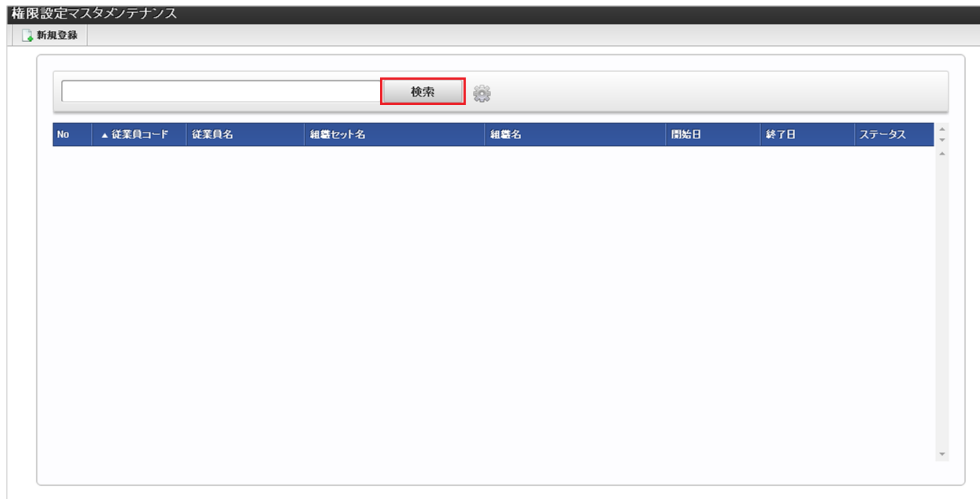 権限設定マスタメンテナンス
新規登録
検索
No ▲ 従業員コード 従業員名 組織セット名 組織名 開始日 終了日 ステータス